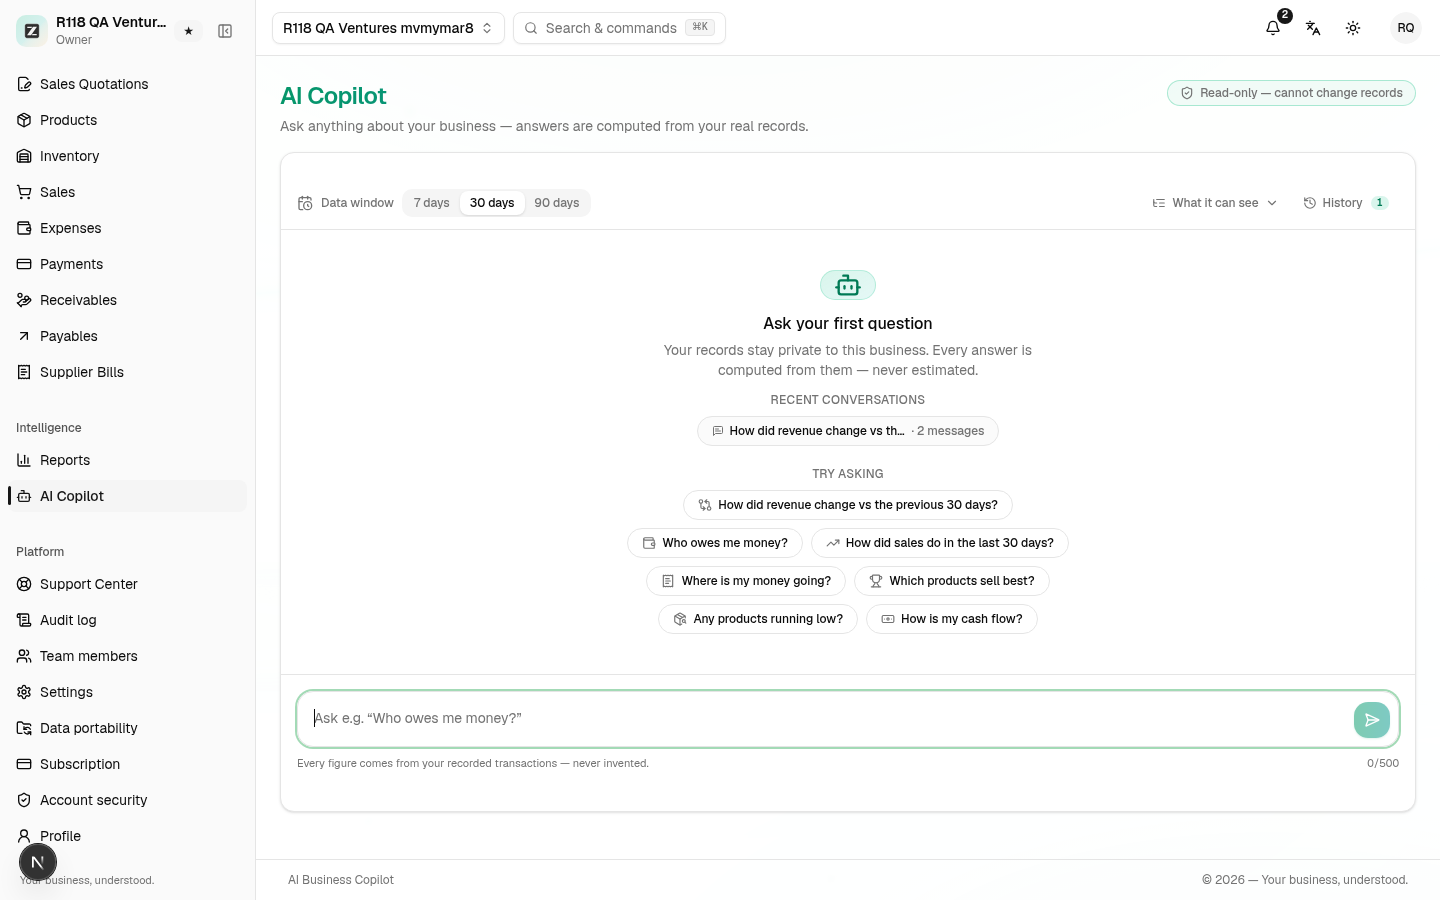 R118 QA Ventur...
Owner
Sales Quotations
Products
Inventory
Sales
Expenses
Payments
Receivables
Payables
Supplier Bills
Intelligence
Reports
AI Copilot
Platform
Support Center
Audit log
Team members
Settings
Data portability
Subscription
Account security
Profile
N
Your business, understood.
R118 QA Ventures mvmymar8
Search & commands
⌘K
2
RQ
AI Copilot
Read-only — cannot change records
Ask anything about your business — answers are computed from your real records.
Data window
7 days
30 days
90 days
What it can see
History
1
Ask your first question
Your records stay private to this business. Every answer is
computed from them — never estimated.
RECENT CONVERSATIONS
How did revenue change vs th... · 2 messages
TRY ASKING
How did revenue change vs the previous 30 days?
Who owes me money?
How did sales do in the last 30 days?
Where is my money going?
Which products sell best?
Any products running low?
How is my cash flow?
Ask e.g. “Who owes me money?”
Every figure comes from your recorded transactions — never invented.
0/500
AI Business Copilot
© 2026 — Your business, understood.